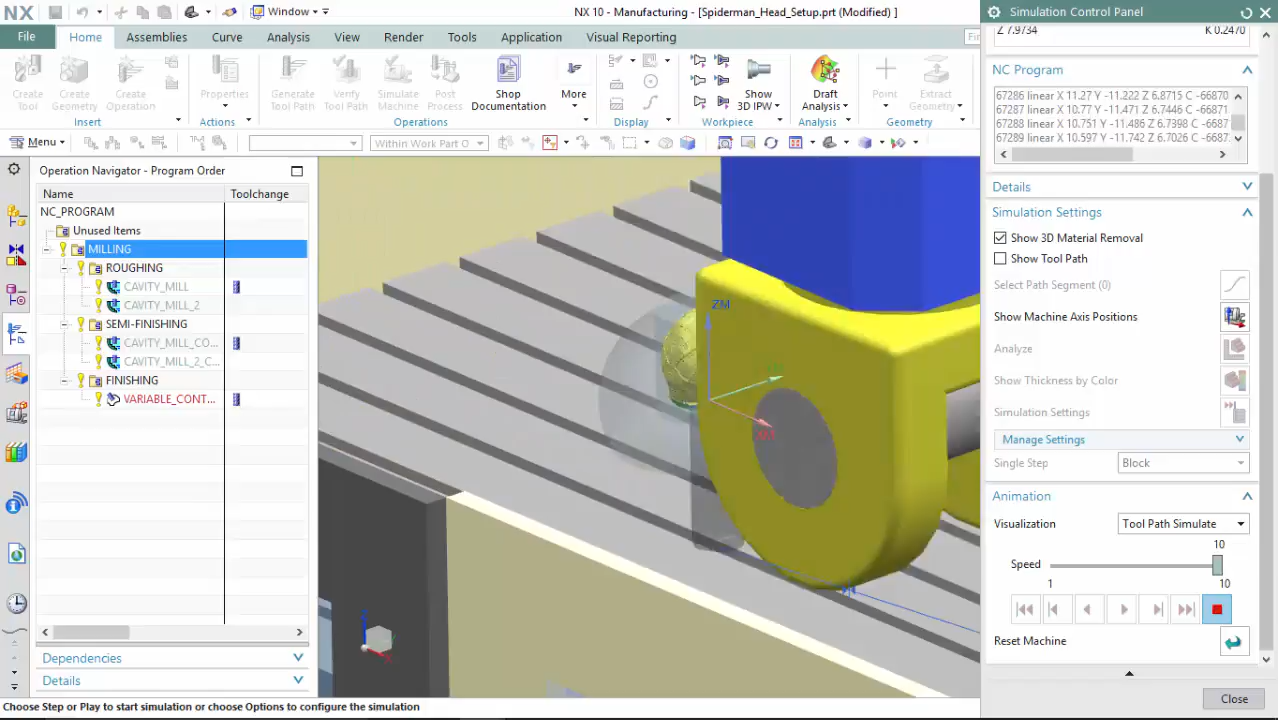 NX
Window
NX 10 - Manufacturing - [Spiderman_Head_Setup.prt (Modified) ]
Simulation Control Panel
File
Home
Assemblies
Curve
Analysis
View
Render
Tools
Application
Visual Reporting
Create Tool
Create Geometry
Create Operation
Properties
Generate Tool Path
Verify Tool Path
Simulate Machine
Post Process
Shop Documentation
More
Show 3D IPW
Draft Analysis
Point
Extract Geometry
Insert
Actions
Operations
Display
Workpiece
Analysis
Geometry
Menu
Within Work Part O
Operation Navigator - Program Order
Name
Toolchange
NC_PROGRAM
Unused Items
MILLING
ROUGHING
CAVITY_MILL
CAVITY_MILL_2
SEMI-FINISHING
CAVITY_MILL_CO...
CAVITY_MILL_2_C...
FINISHING
VARIABLE_CONT...
Dependencies
Details
ZM
XM
X
Z 7.9734
K 0.2470
NC Program
67286 linear X 11.27 Y -11.222 Z 6.8715 C -66870
67287 linear X 10.77 Y -11.471 Z 6.7446 C -66871
67288 linear X 10.751 Y -11.486 Z 6.7398 C -6687
67289 linear X 10.597 Y -11.742 Z 6.7026 C -6687
Details
Simulation Settings
Show 3D Material Removal
Show Tool Path
Select Path Segment (0)
Show Machine Axis Positions
Analyze
Show Thickness by Color
Simulation Settings
Manage Settings
Single Step
Block
Animation
Visualization
Tool Path Simulate
10
Speed
1
10
Reset Machine
Close
Choose Step or Play to start simulation or choose Options to configure the simulation